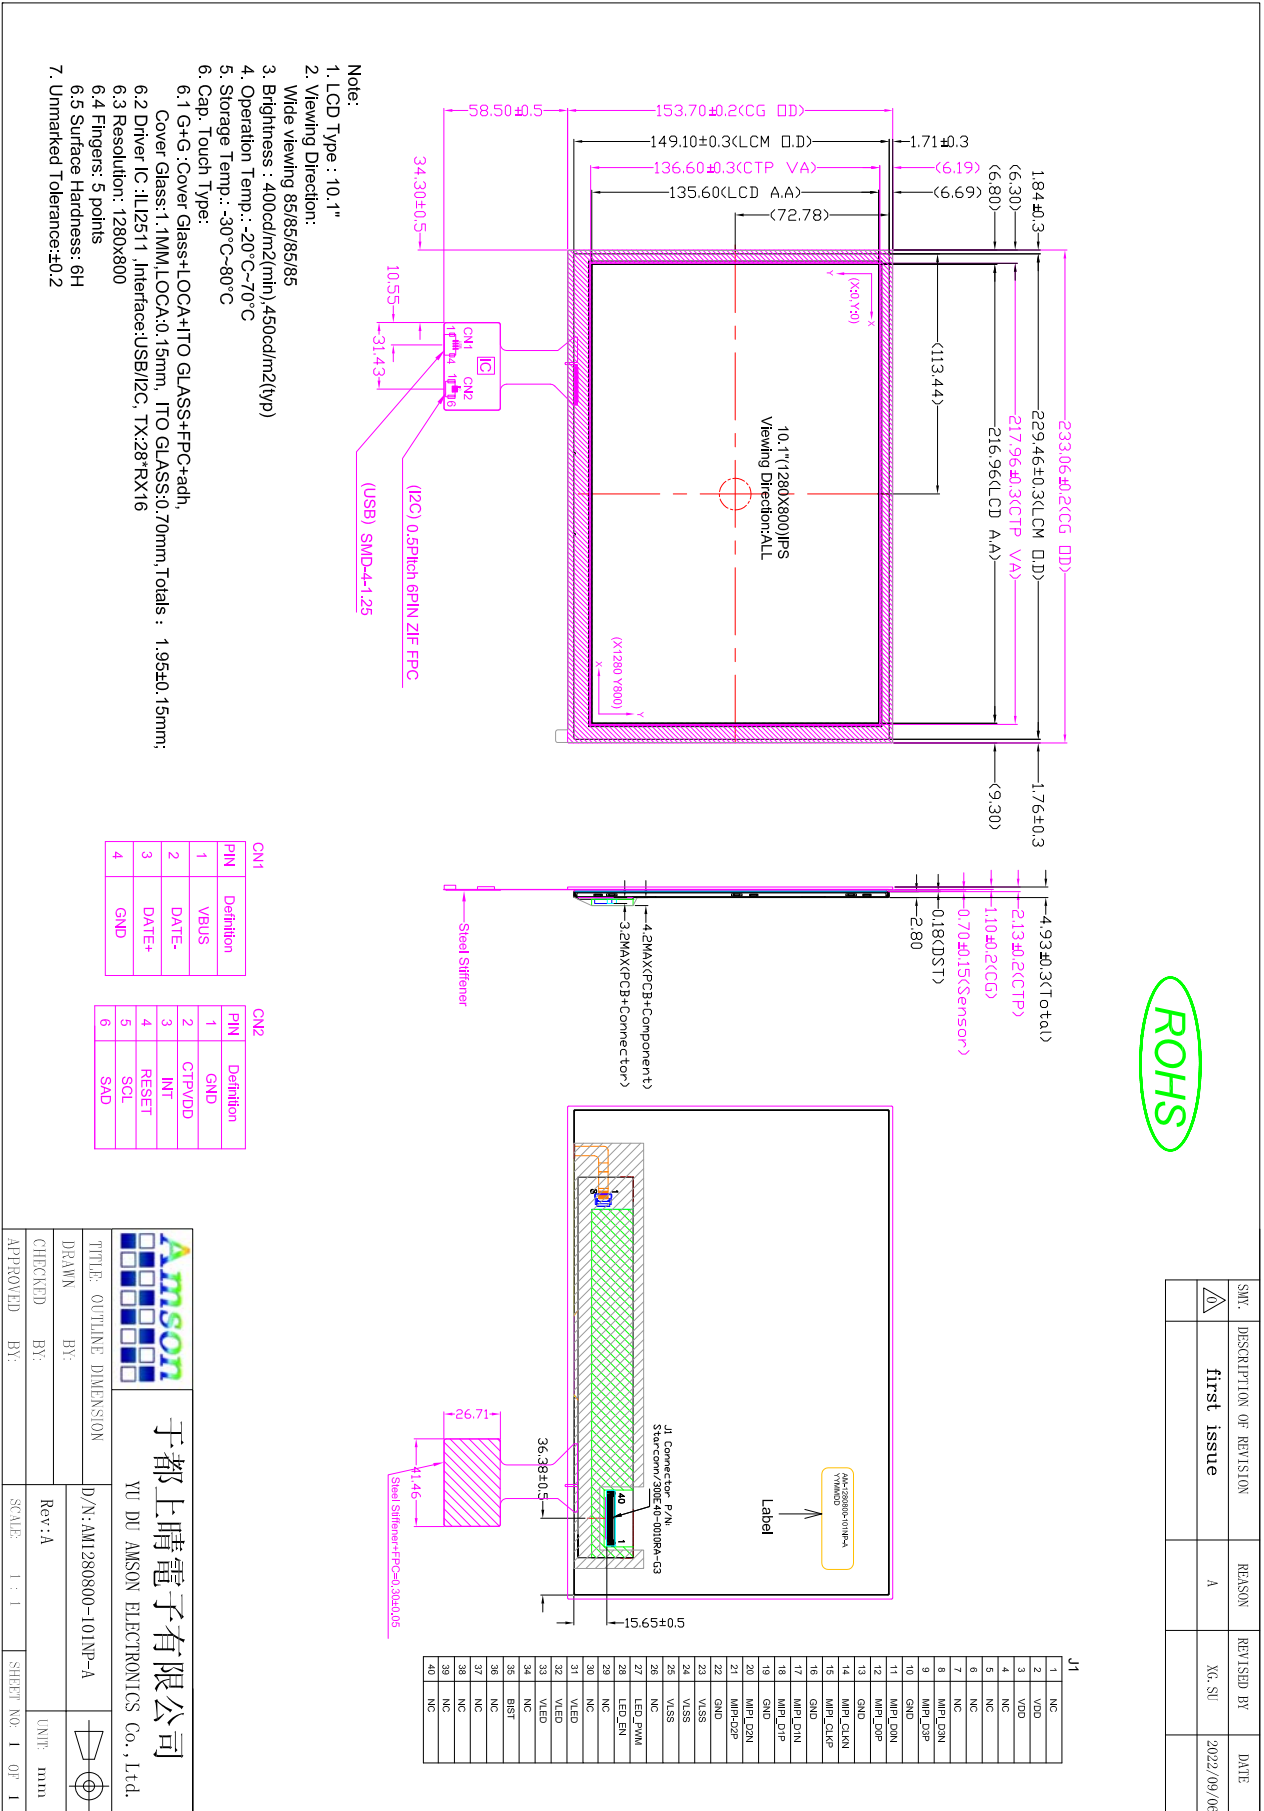 SMY. DESCRIPTION OF REVISION REASON REVISED BY DATE
0 first issue A XG.SU 2022/09/06
ROHS
233.06±0.2(CG OD)
229.46±0.3(LCM O.D)
217.96±0.3(CTP VA)
216.96(LCD A.A)
(113.44)
1.84±0.3
(6.30)
(6.80)
1.76±0.3
(9.30)
153.70±0.2(CG OD)
149.10±0.3(LCM O.D)
136.60±0.3(CTP VA)
135.60(LCD A.A)
(72.78)
58.50±0.5
1.71±0.3
(6.19)
(6.69)
34.30±0.5
10.55
31.43
(X:0,Y:0)
X
Y
10.1"(1280X800)IPS
Viewing Direction:ALL
(X1280 Y800)
X
Y
CN1
IC
CN2
1 04
1 6
(I2C) 0.5Pitch 6PIN ZIF FPC
(USB) SMD-4-1.25
4.93±0.3(Total)
2.13±0.2(CTP)
1.10±0.2(CG)
0.70±0.15(Sensor)
0.18(DST)
2.80
4.2MAX(PCB+Component)
3.2MAX(PCB+Connector)
Steel Stiffener
AM-1280800-101NP-A
YYMMDD
Label
J1 Connector P/N:
Starconn/300E40-0010RA-G3
1
8
40
1
15.65±0.5
36.38±0.5
26.71
41.46
Steel Stiffener+FPC=0.30±0.05
Note:
1. LCD Type : 10.1"
2. Viewing Direction:
Wide viewing 85/85/85/85
3. Brightness : 400cd/m2(min),450cd/m2(typ)
4. Operation Temp.: -20°C~70°C
5. Storage Temp.: -30°C~80°C
6. Cap. Touch Type:
6.1 G+G :Cover Glass+LOCA+ITO GLASS+FPC+adh,
Cover Glass:1.1MM,LOCA:0.15mm, ITO GLASS:0.70mm,Totals : 1.95±0.15mm;
6.2 Driver IC :ILI2511 ,Interface:USB/I2C, TX:28*RX16
6.3 Resolution: 1280x800
6.4 Fingers: 5 points
6.5 Surface Hardness: 6H
7. Unmarked Tolerance:±0.2
CN1
PIN Definition
1 VBUS
2 DATE-
3 DATE+
4 GND
CN2
PIN Definition
1 GND
2 CTPVDD
3 INT
4 RESET
5 SCL
6 SAD
J1
1 NC
2 VDD
3 VDD
4 NC
5 NC
6 NC
7 NC
8 MIPI_D3N
9 MIPI_D3P
10 GND
11 MIPI_D0N
12 MIPI_D0P
13 GND
14 MIPI_CLKN
15 MIPI_CLKP
16 GND
17 MIPI_D1N
18 MIPI_D1P
19 GND
20 MIPI_D2N
21 MIPI-D2P
22 GND
23 VLSS
24 VLSS
25 VLSS
26 NC
27 LED_PWM
28 LED_EN
29 NC
30 NC
31 VLED
32 VLED
33 VLED
34 NC
35 BIST
36 NC
37 NC
38 NC
39 NC
40 NC
Amson
于都上晴電子有限公司
YU DU AMSON ELECTRONICS Co.,Ltd.
TITLE: OUTLINE DIMENSION
D/N:AM1280800-101NP-A
DRAWN BY:
CHECKED BY:
Rev:A
UNIT: mm
APPROVED BY:
SCALE: 1 : 1
SHEET NO: 1 OF 1